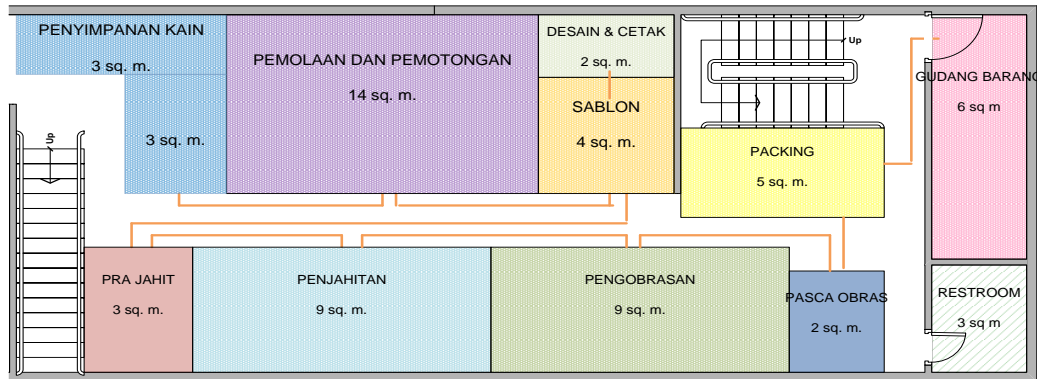 PENYIMPANAN KAIN
3 sq. m.
3 sq. m.
PEMOLAAN DAN PEMOTONGAN
14 sq. m.
DESAIN & CETAK
2 sq. m.
SABLON
4 sq. m.
Up
GUDANG BARANG
6 sq m
PACKING
5 sq. m.
Up
PRA JAHIT
3 sq. m.
PENJAHITAN
9 sq. m.
PENGOBRASAN
9 sq. m.
PASCA OBRAS
2 sq. m.
RESTROOM
3 sq m